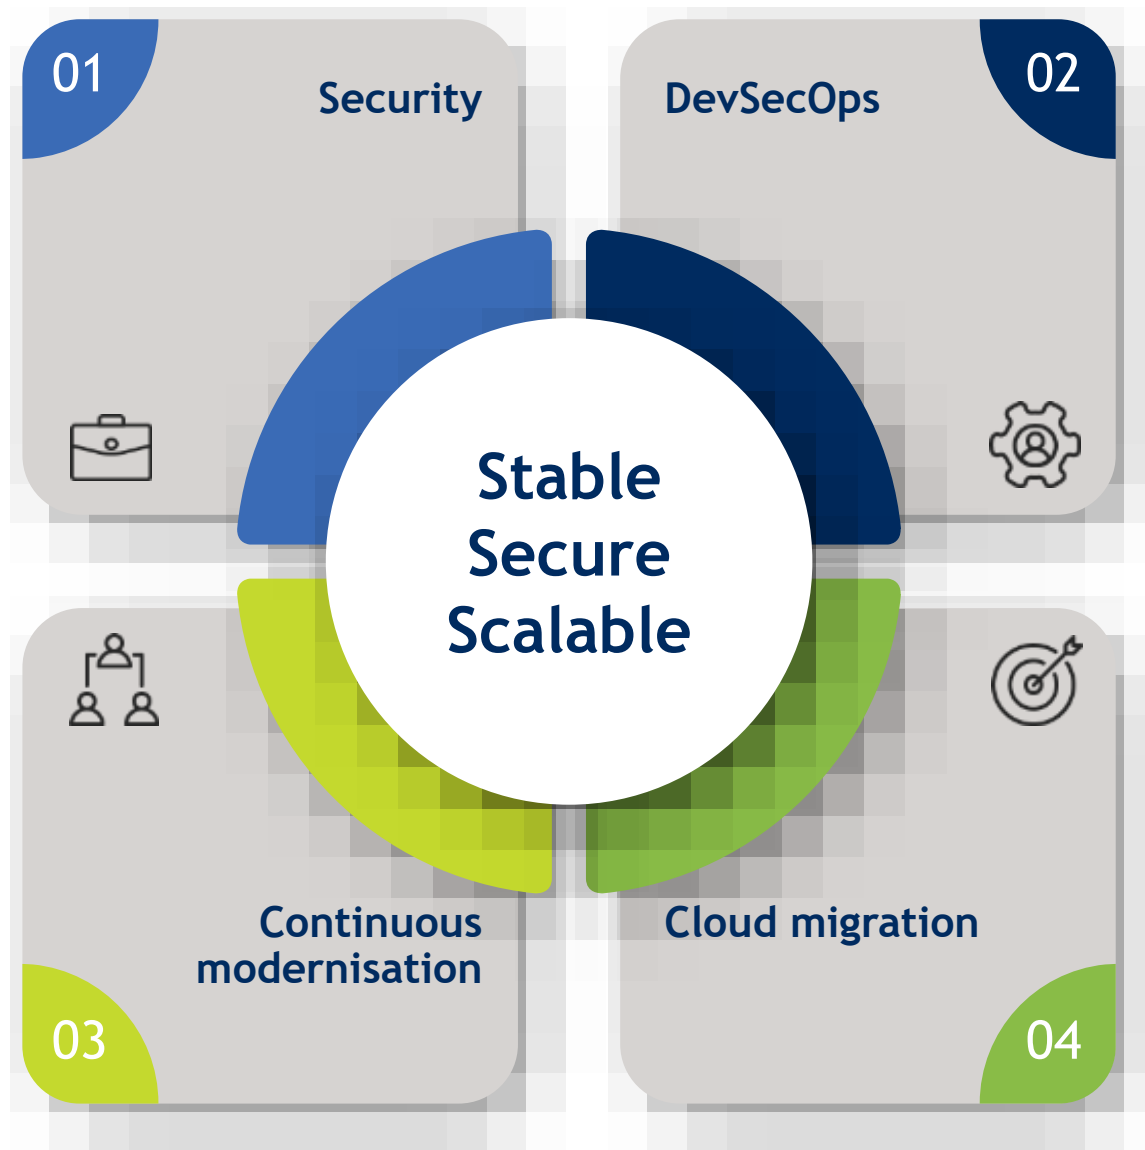 01
Security
DevSecOps
02
Stable
Secure
Scalable
Continuous
modernisation
03
Cloud migration
04